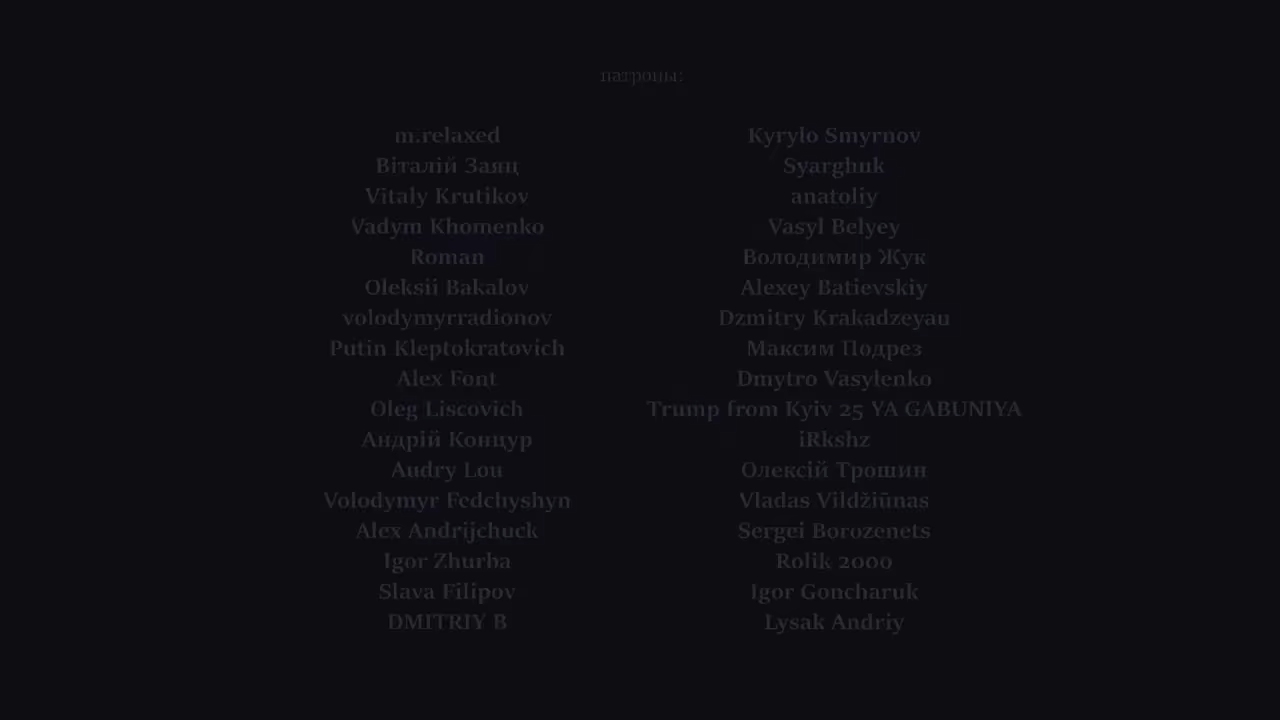 патроны:
m.relaxed
Віталій Заяц
Vitaly Krutikov
Vadym Khomenko
Roman
Oleksii Bakalov
volodymyrradionov
Putin Kleptokratovich
Alex Font
Oleg Liscovich
Андрій Концур
Audry Lou
Volodymyr Fedchyshyn
Alex Andrijchuck
Igor Zhurba
Slava Filipov
DMITRIY B
Kyrylo Smyrnov
Syarghuk
anatoliy
Vasyl Belyey
Володимир Жук
Alexey Batievskiy
Dzmitry Krakadzeyau
Максим Подрез
Dmytro Vasylenko
Trump from Kyiv 25 YA GABUNIYA
iRkshz
Олексій Трошин
Vladas Vildžiūnas
Sergei Borozenets
Rolik 2000
Igor Goncharuk
Lysak Andriy